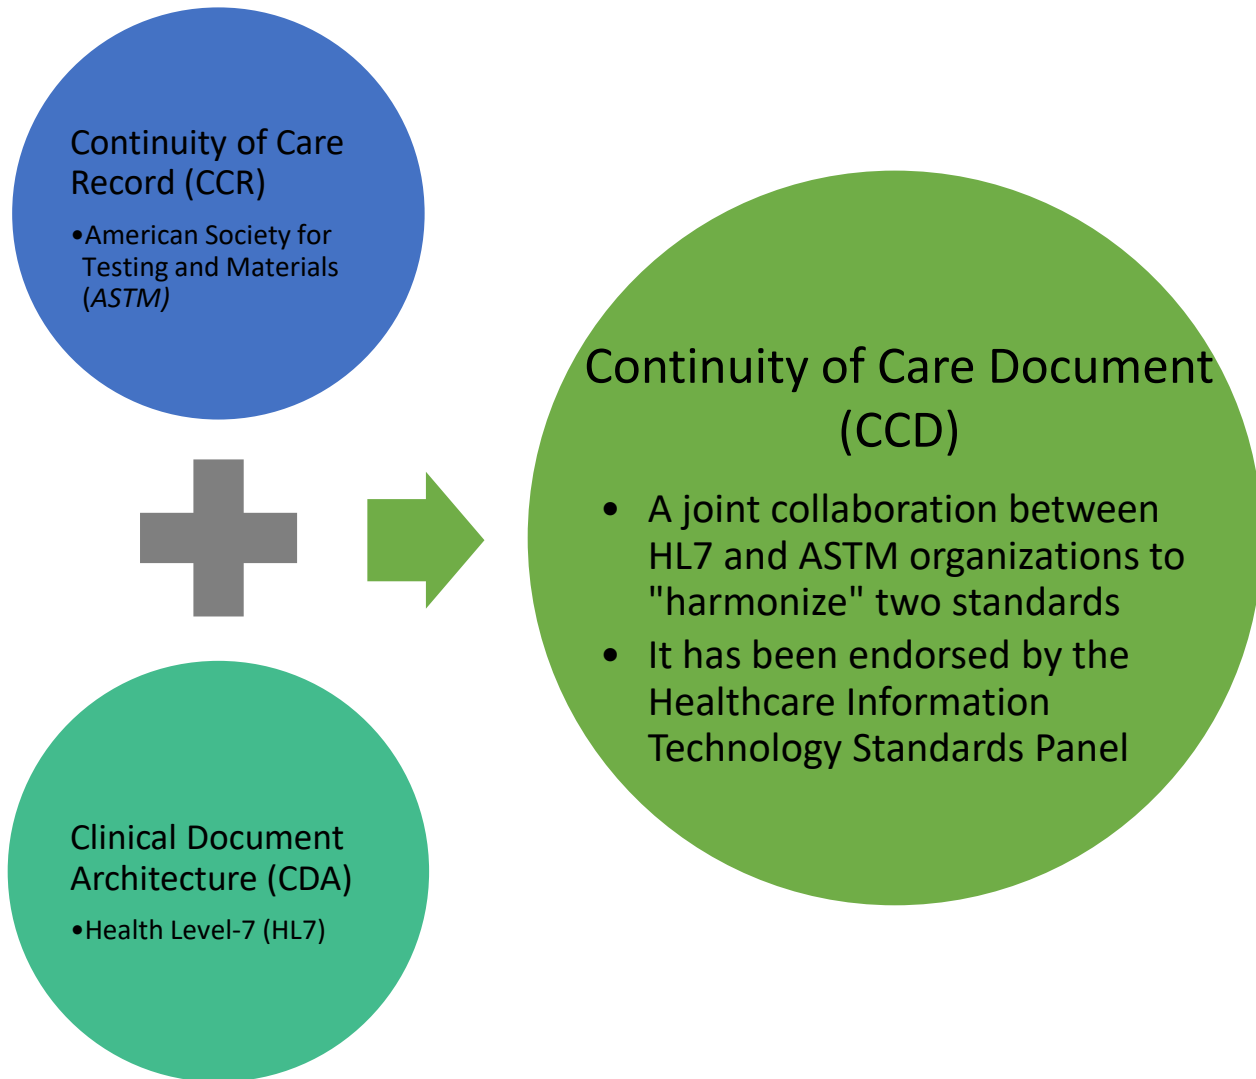 Continuity of Care
Record (CCR)
•American Society for
Testing and Materials
(ASTM)
Clinical Document
Architecture (CDA)
•Health Level-7 (HL7)
Continuity of Care Document
(CCD)
• A joint collaboration between
HL7 and ASTM organizations to
"harmonize" two standards
• It has been endorsed by the
Healthcare Information
Technology Standards Panel